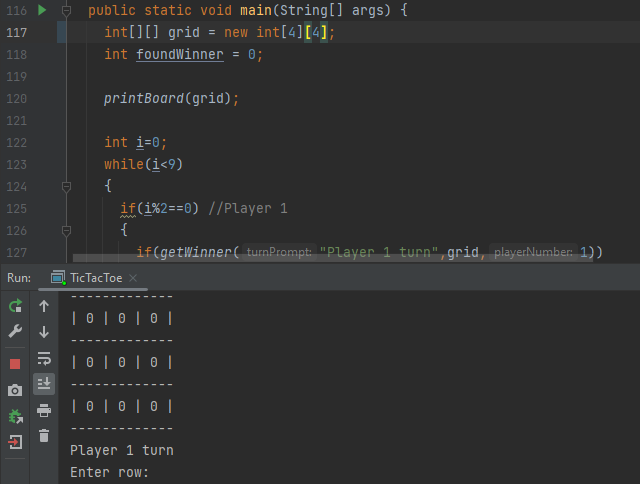 116 public static void main(String[] args) {
117 int[][] grid = new int[4][4];
118 int foundWinner = 0;
119
120 printBoard(grid);
121
122 int i=0;
123 while(i<9)
124 {
125 if(i%2==0) //Player 1
126 {
127 if(getWinner( turnPrompt: "Player 1 turn",grid, playerNumber: 1))
Run: TicTacToe ×
-------------
| 0 | 0 | 0 |
-------------
| 0 | 0 | 0 |
-------------
| 0 | 0 | 0 |
-------------
Player 1 turn
Enter row: